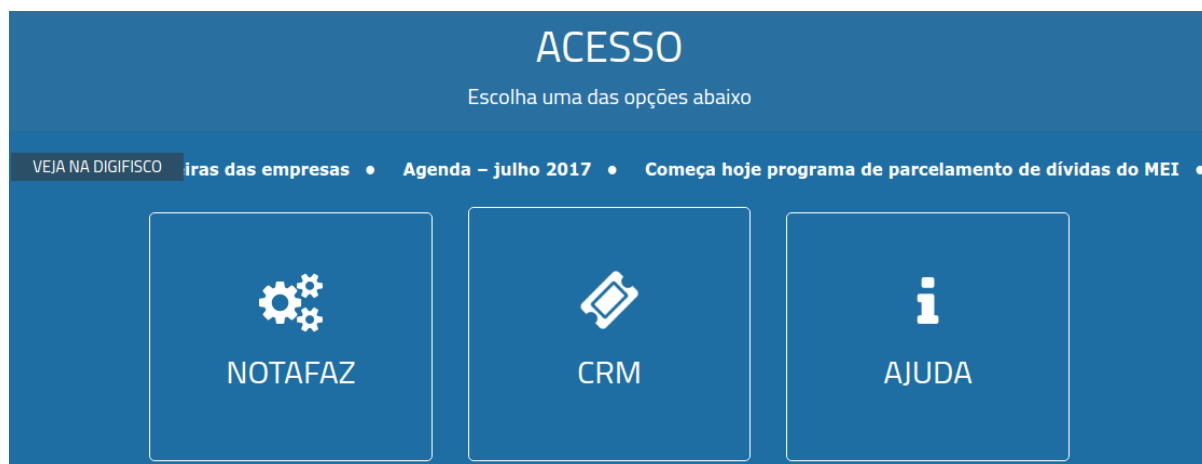 ACESSO
Escolha uma das opções abaixo
VEJA NA DIGIFISCO iras das empresas • Agenda – julho 2017 • Começa hoje programa de parcelamento de dívidas do MEI •
NOTAFAZ CRM AJUDA